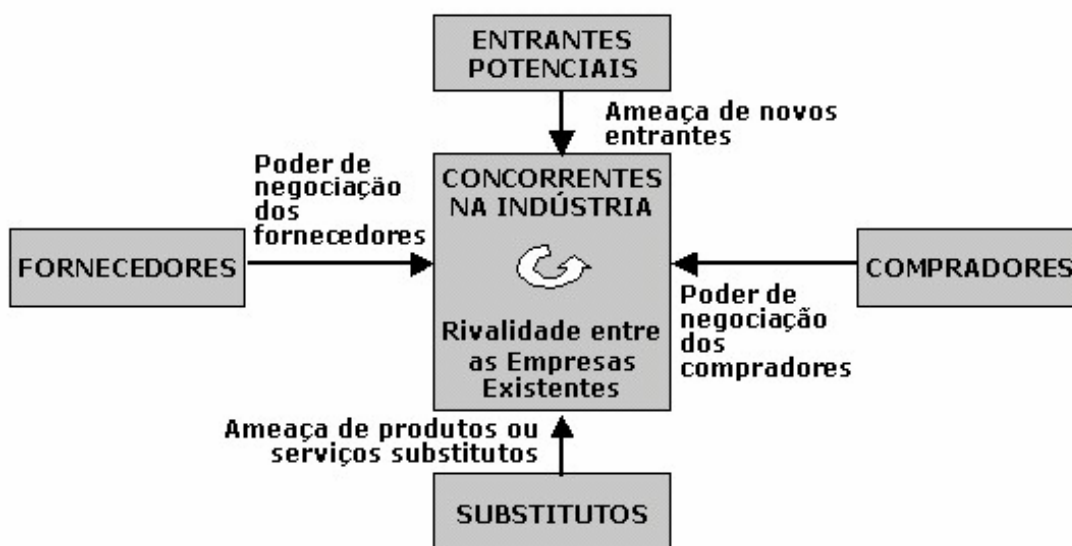 ENTRANTES
POTENCIAIS
Ameaça de novos
entrantes
Poder de
negociação
dos
fornecedores
CONCORRENTES
NA INDÚSTRIA
FORNECEDORES
COMPRADORES
Rivalidade entre
as Empresas
Existentes
Poder de
negociação
dos
compradores
Ameaça de produtos ou
serviços substitutos
SUBSTITUTOS